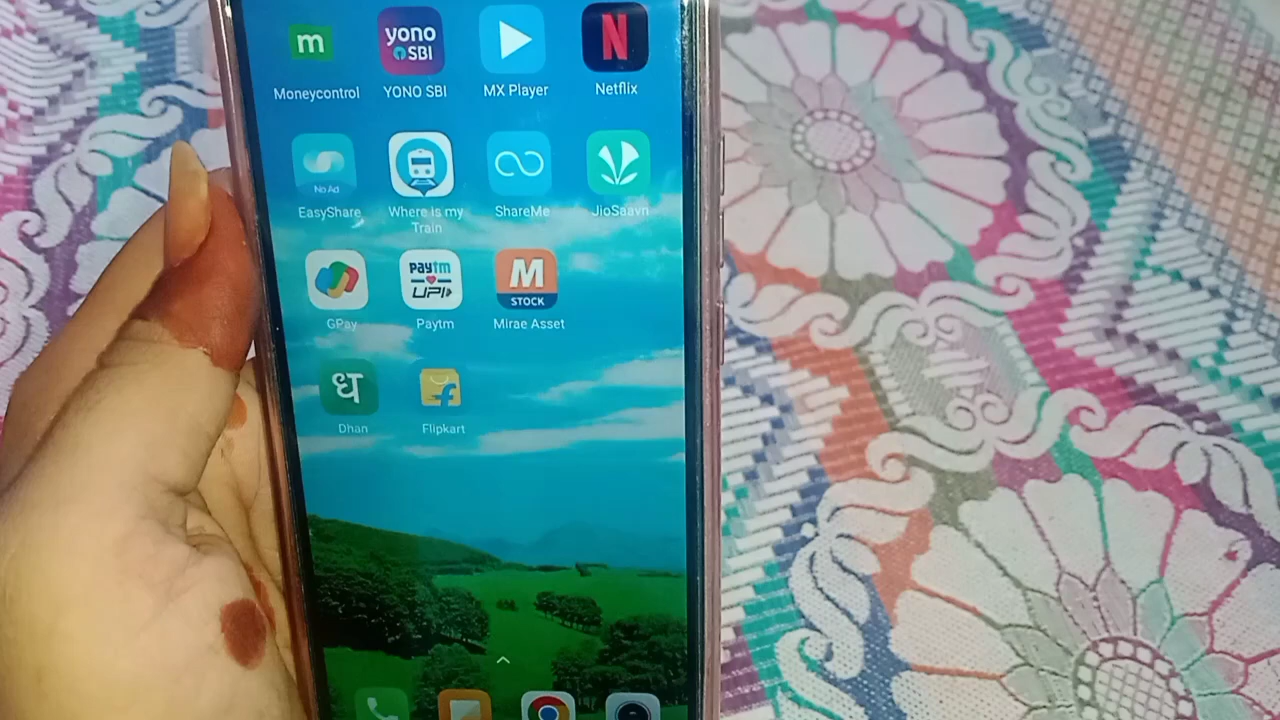 m
yono
SBI
N
Moneycontrol
YONO SBI
MX Player
Netflix
No Ad
EasyShare
Where is my
Train
ShareMe
JioSaavn
paytm
UPI
M
STOCK
GPay
Paytm
Mirae Asset
ध
f
Dhan
Flipkart